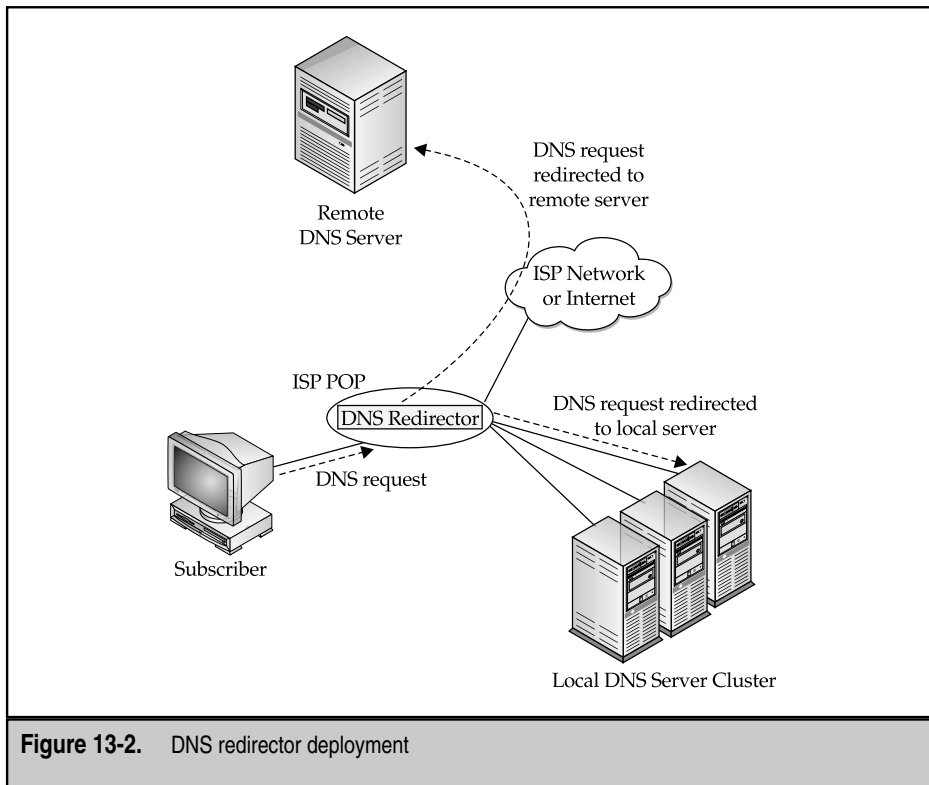 DNS request
redirected to
remote server
Remote
DNS Server
ISP Network
or Internet
ISP POP
DNS Redirector
DNS request redirected
to local server
DNS request
Subscriber
Local DNS Server Cluster
Figure 13-2. DNS redirector deployment